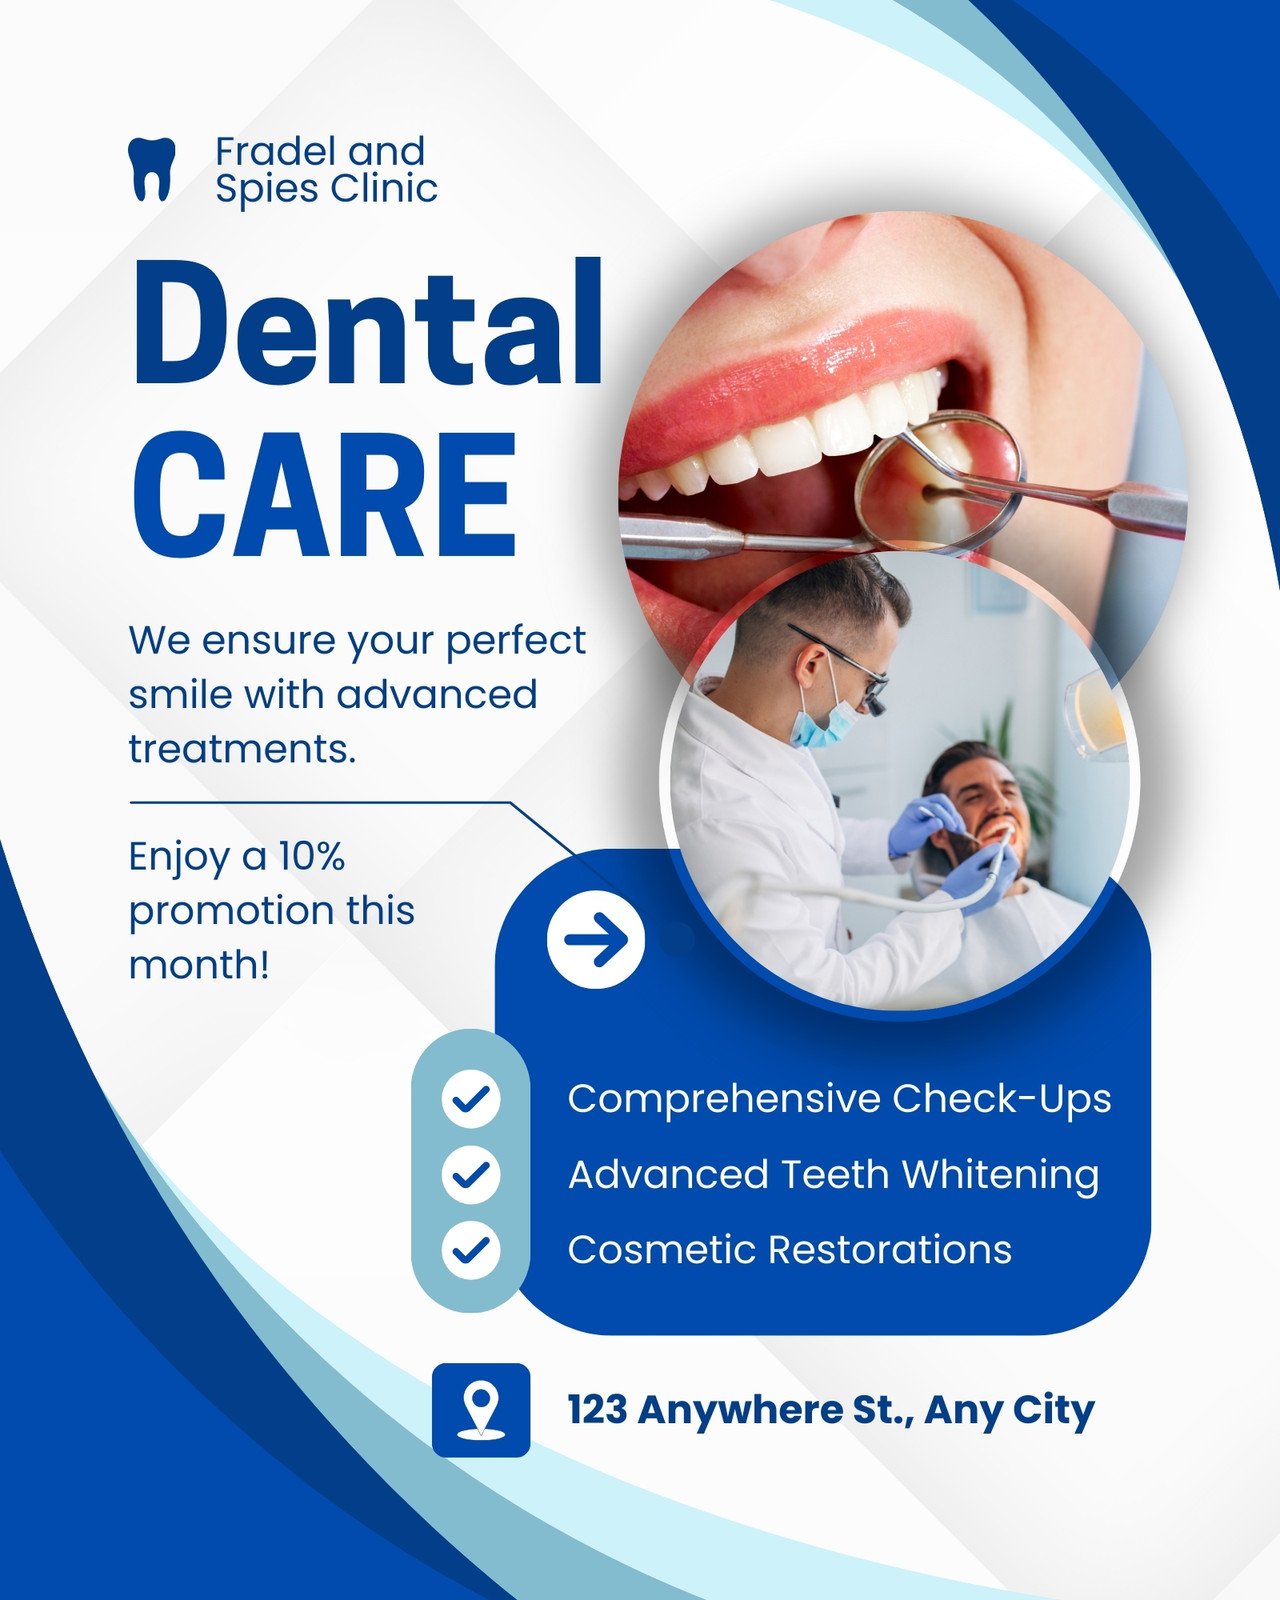 Fradel and
Spies Clinic
Dental
CARE
We ensure your perfect
smile with advanced
treatments.
Enjoy a 10%
promotion this
month!
Comprehensive Check-Ups
Advanced Teeth Whitening
Cosmetic Restorations
123 Anywhere St., Any City